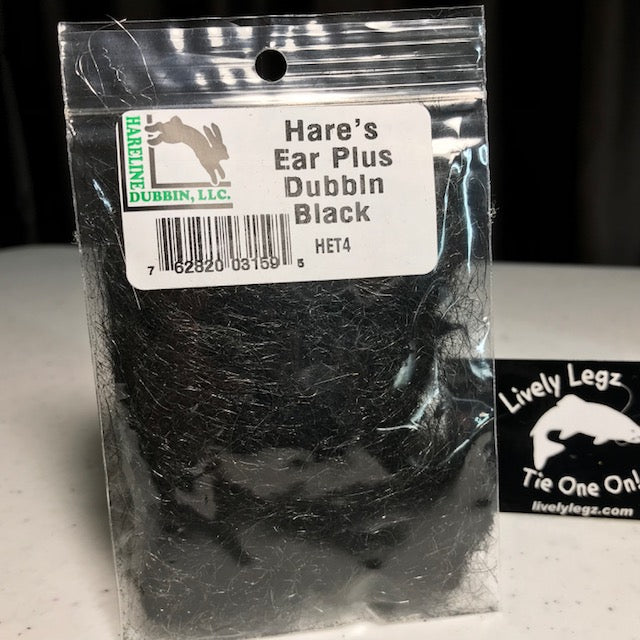 HARELINE
DUBBIN, LLC.
Hare's
Ear Plus
Dubbin
Black
HET4
7 62820 03159 5
Lively Legz
Tie One On!
livelylegz.com